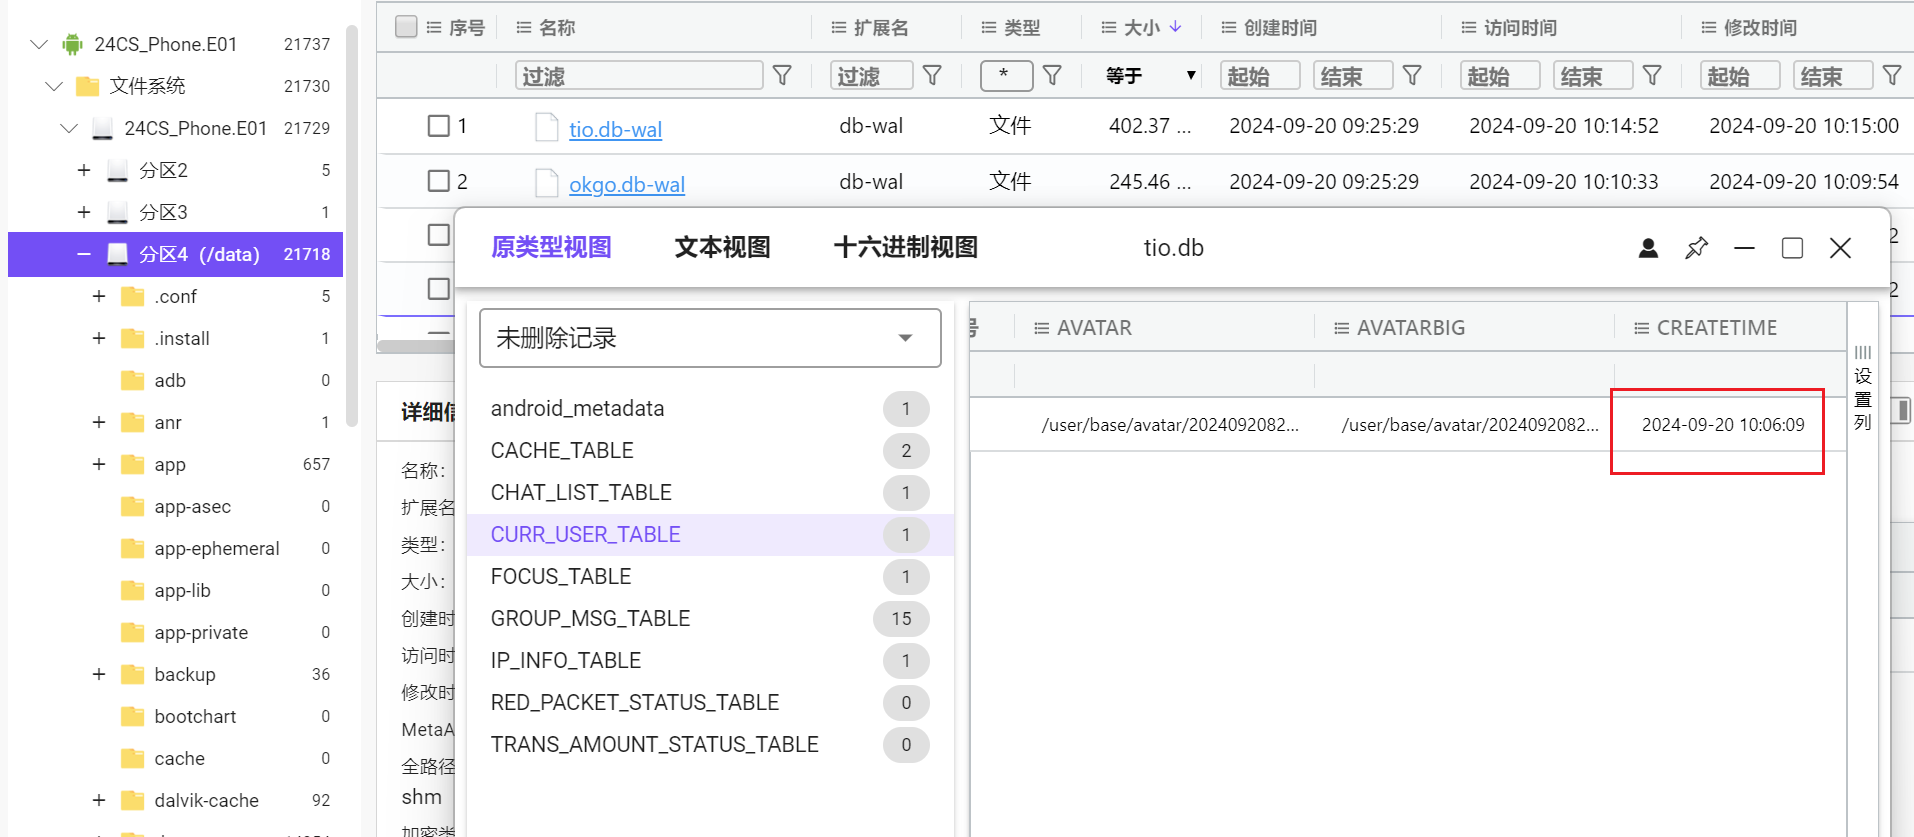 24CS_Phone.E01 21737
文件系统 21730
24CS_Phone.E01 21729
分区2 5
分区3 1
分区4（/data） 21718
.conf 5
.install 1
adb 0
anr 1
app 657
app-asec 0
app-ephemeral 0
app-lib 0
app-private 0
backup 36
bootchart 0
cache 0
dalvik-cache 92
序号 名称 扩展名 类型 大小 创建时间 访问时间 修改时间
过滤 过滤 * 等于 起始 结束 起始 结束 起始 结束
1 tio.db-wal db-wal 文件 402.37 ... 2024-09-20 09:25:29 2024-09-20 10:14:52 2024-09-20 10:15:00
2 okgo.db-wal db-wal 文件 245.46 ... 2024-09-20 09:25:29 2024-09-20 10:10:33 2024-09-20 10:09:54
2
2
详细信
名称：
扩展名
类型：
大小：
创建时
访问时
修改时
MetaA
全路径
shm
加密类
原类型视图 文本视图 十六进制视图 tio.db
未删除记录
android_metadata 1
CACHE_TABLE 2
CHAT_LIST_TABLE 1
CURR_USER_TABLE 1
FOCUS_TABLE 1
GROUP_MSG_TABLE 15
IP_INFO_TABLE 1
RED_PACKET_STATUS_TABLE 0
TRANS_AMOUNT_STATUS_TABLE 0
号 AVATAR AVATARBIG CREATETIME
/user/base/avatar/2024092082... /user/base/avatar/2024092082... 2024-09-20 10:06:09
设
置
列